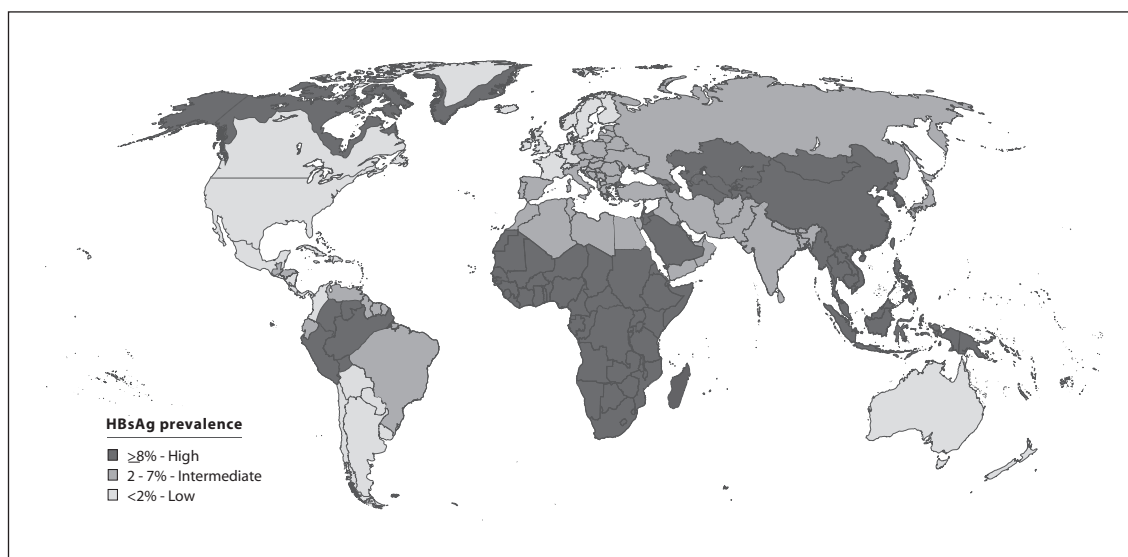 HBsAg prevalence
≥8% - High
2 - 7% - Intermediate
<2% - Low